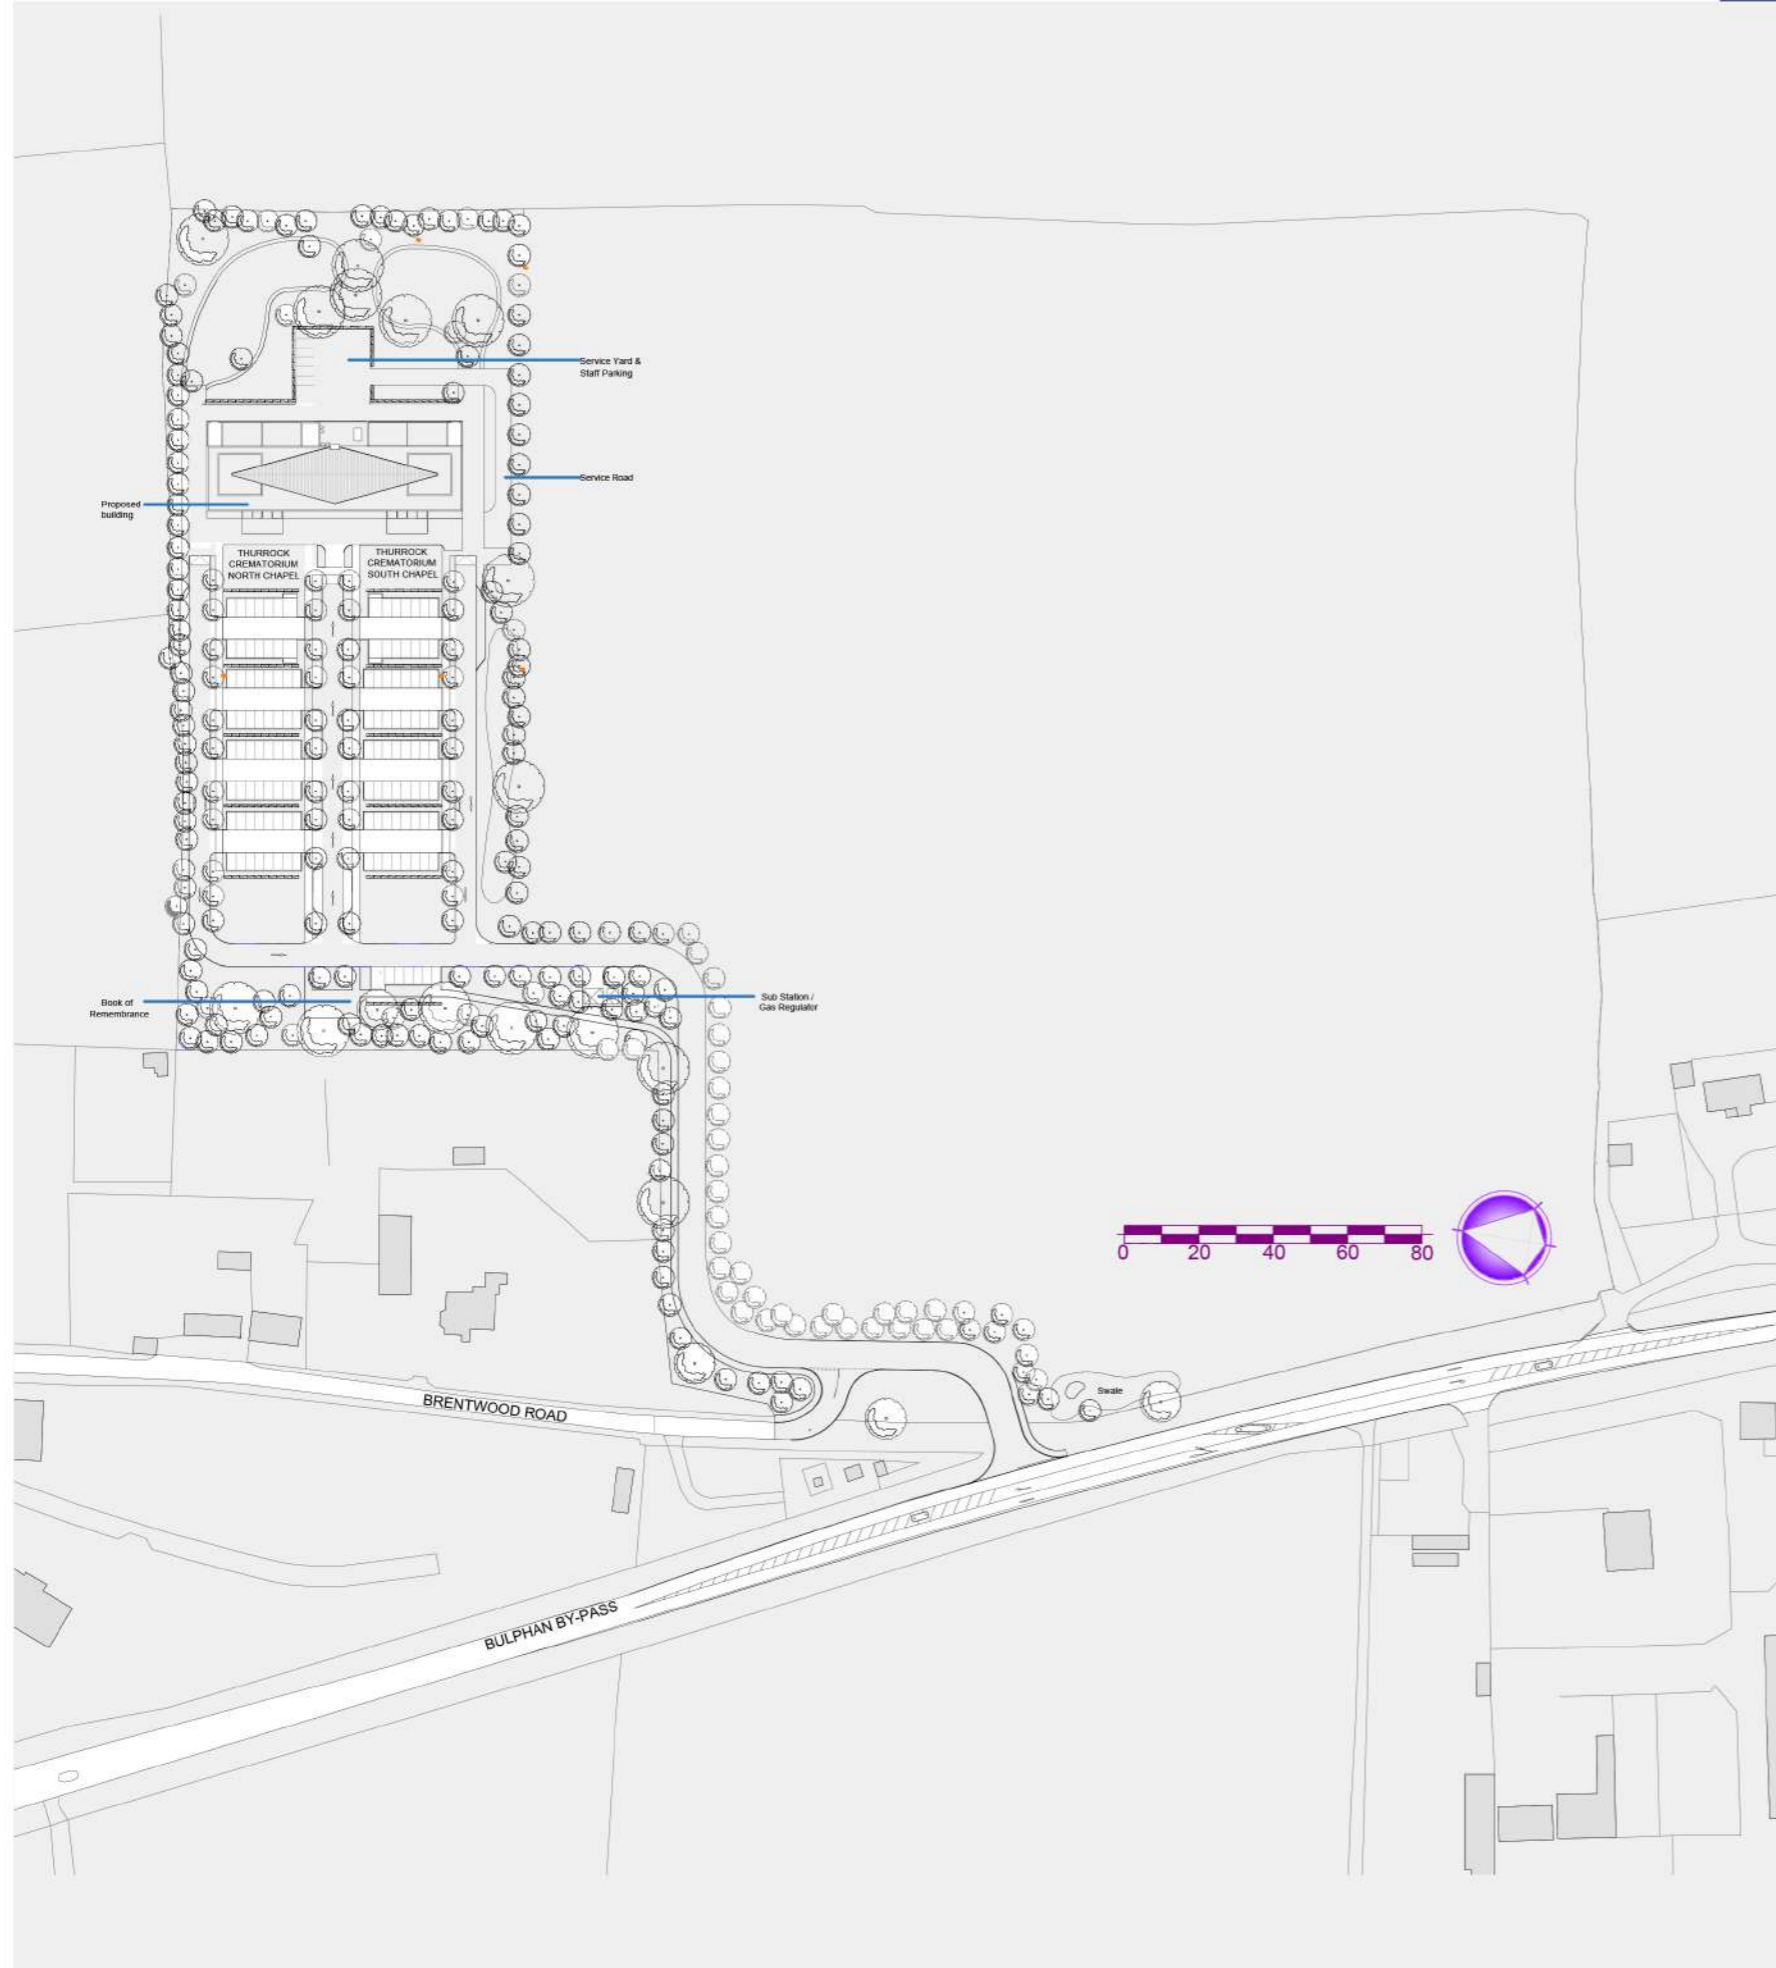 Service Yard &
Staff Parking
Service Road
Proposed
building
THURROCK
CREMATORIUM
NORTH CHAPEL
THURROCK
CREMATORIUM
SOUTH CHAPEL
Book of
Remembrance
Sub Station /
Gas Regulator
0 20 40 60 80
Swale
BRENTWOOD ROAD
BULPHAN BY-PASS